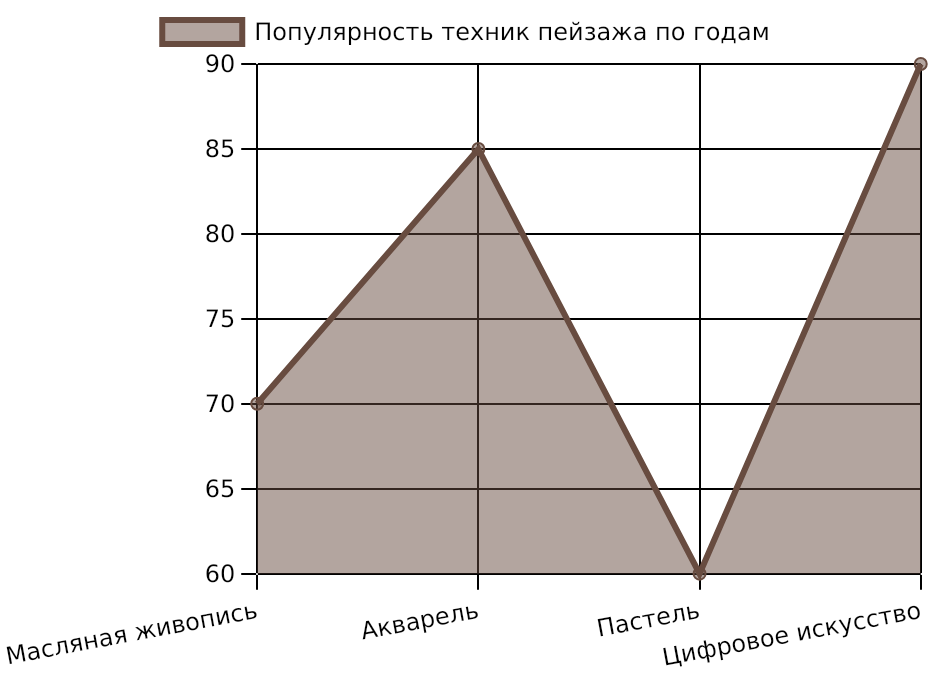 Популярность техник пейзажа по годам
90
85
80
75
70
65
60
Масляная живопись
Акварель
Пастель
Цифровое искусство